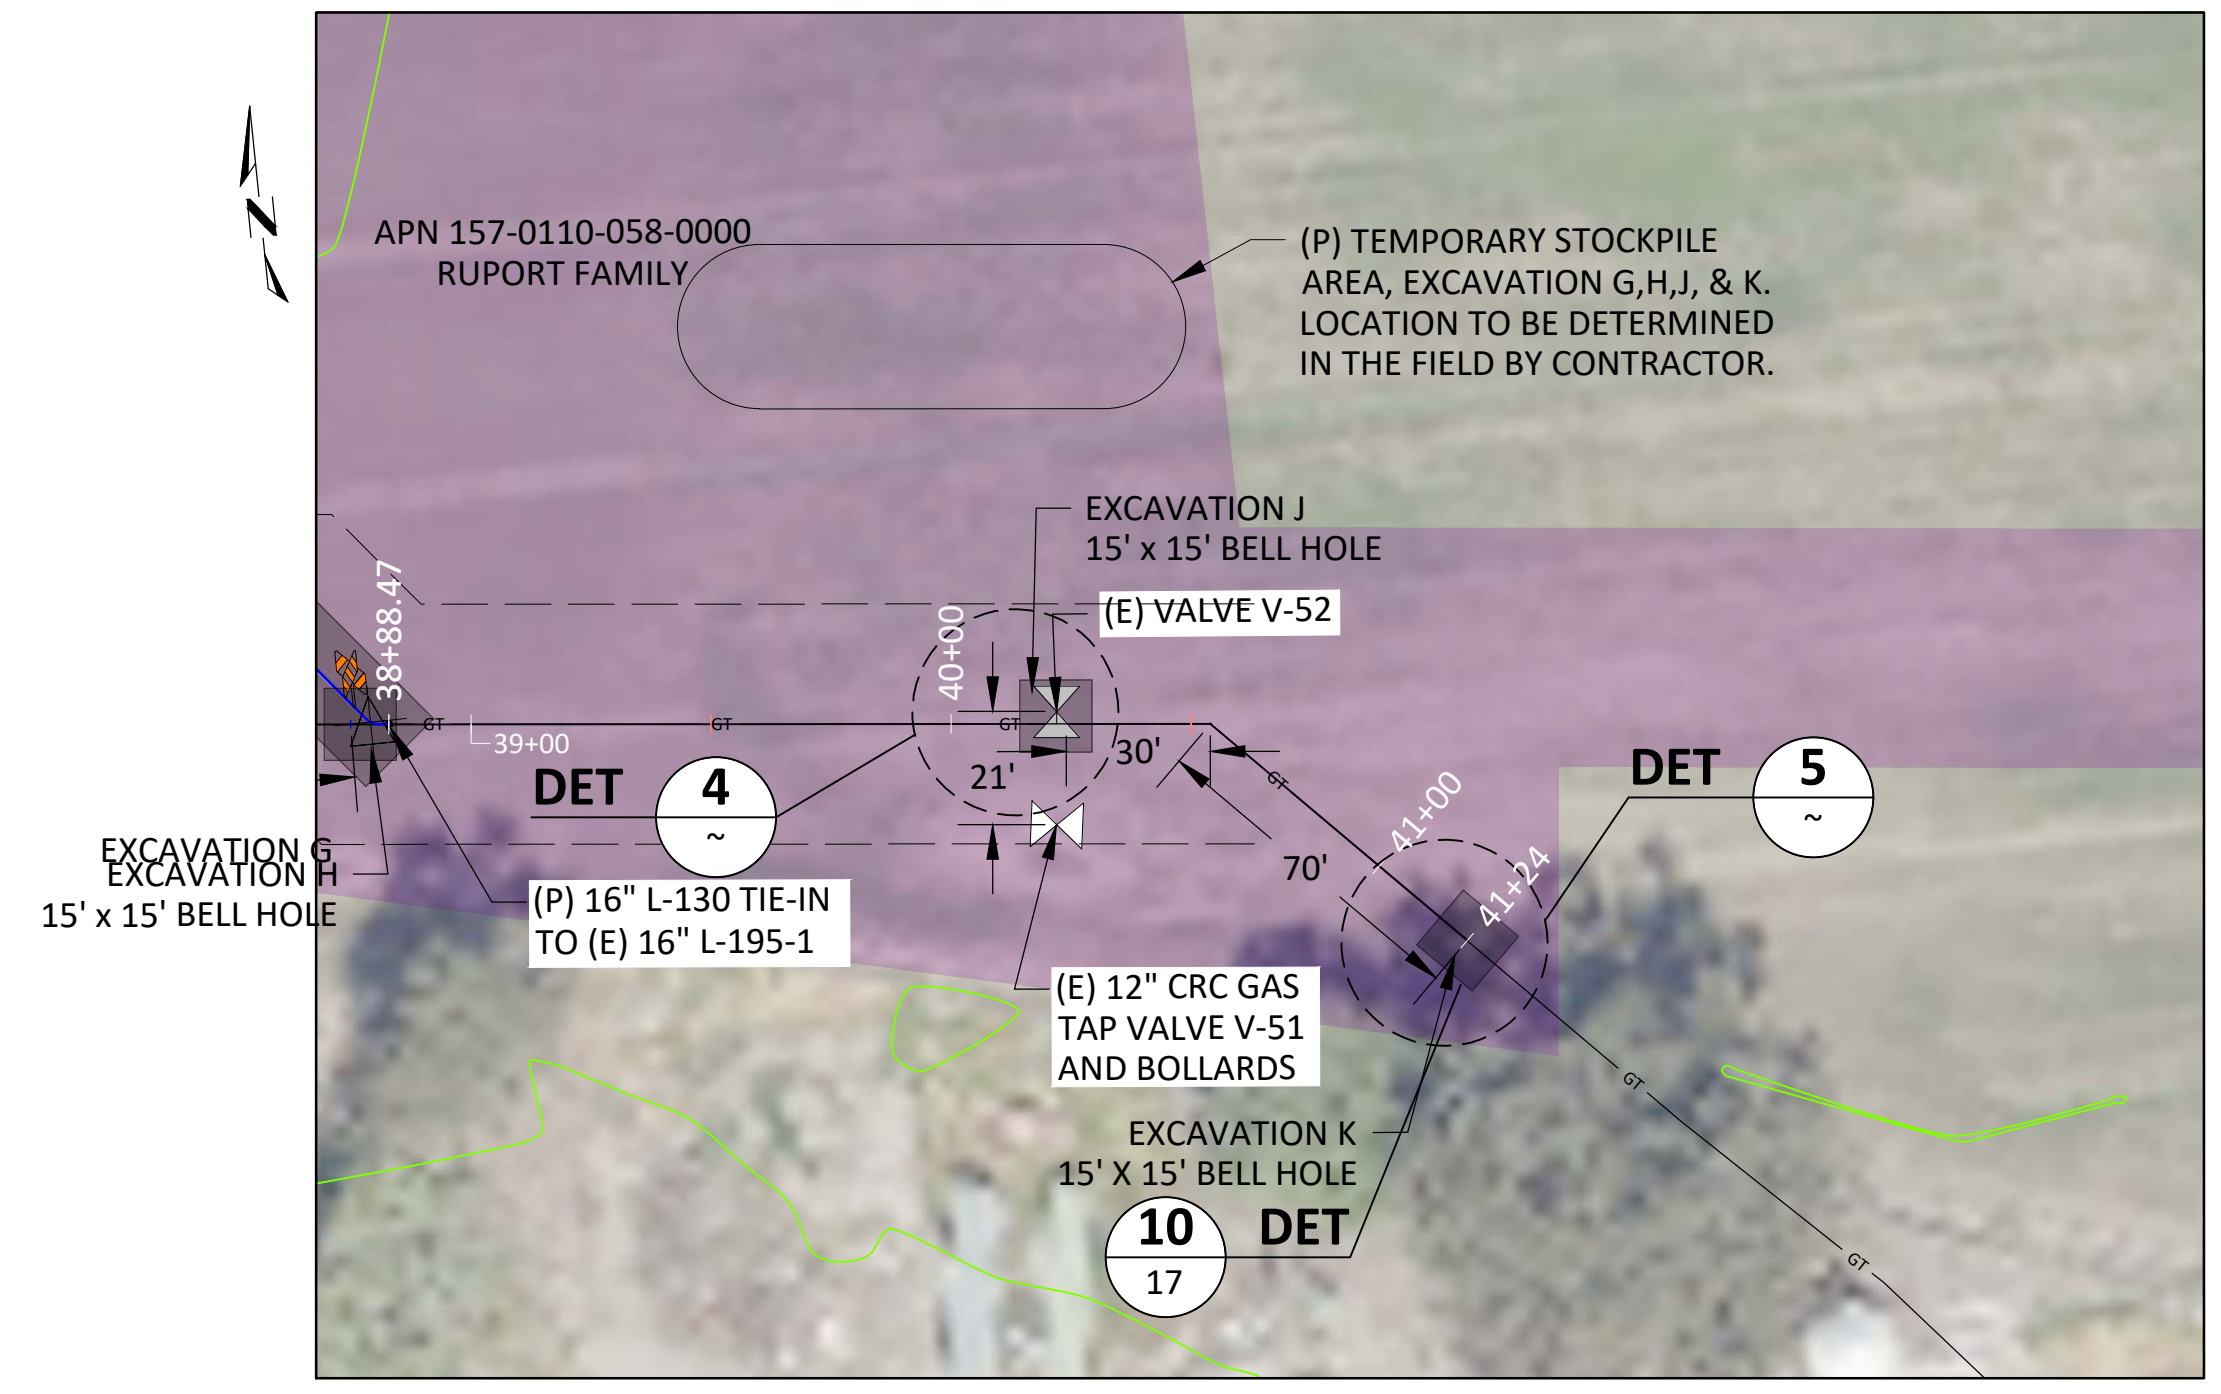 N
APN 157-0110-058-0000
RUPORT FAMILY
(P) TEMPORARY STOCKPILE
AREA, EXCAVATION G,H,J, & K.
LOCATION TO BE DETERMINED
IN THE FIELD BY CONTRACTOR.
EXCAVATION J
15' x 15' BELL HOLE
(E) VALVE V-52
38+88.47
40+00
GT
GT
GT
39+00
21'
30'
GT
DET
4
~
DET
5
~
41+00
70'
41+24
EXCAVATION G
EXCAVATION H
15' x 15' BELL HOLE
(P) 16" L-130 TIE-IN
TO (E) 16" L-195-1
(E) 12" CRC GAS
TAP VALVE V-51
AND BOLLARDS
GT
EXCAVATION K
15' X 15' BELL HOLE
10
DET
17
GT